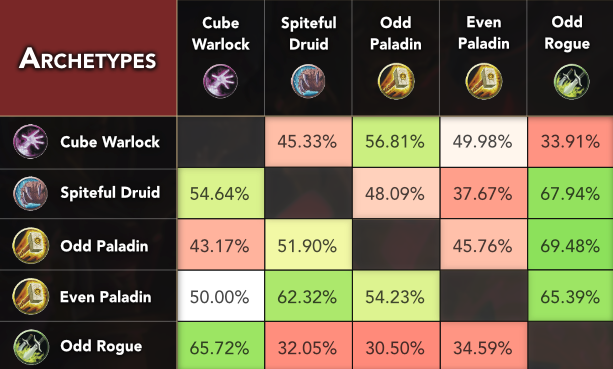 ARCHETYPES
Cube Warlock Spiteful Druid Odd Paladin Even Paladin Odd Rogue
Cube Warlock 45.33% 56.81% 49.98% 33.91%
Spiteful Druid 54.64% 48.09% 37.67% 67.94%
Odd Paladin 43.17% 51.90% 45.76% 69.48%
Even Paladin 50.00% 62.32% 54.23% 65.39%
Odd Rogue 65.72% 32.05% 30.50% 34.59%